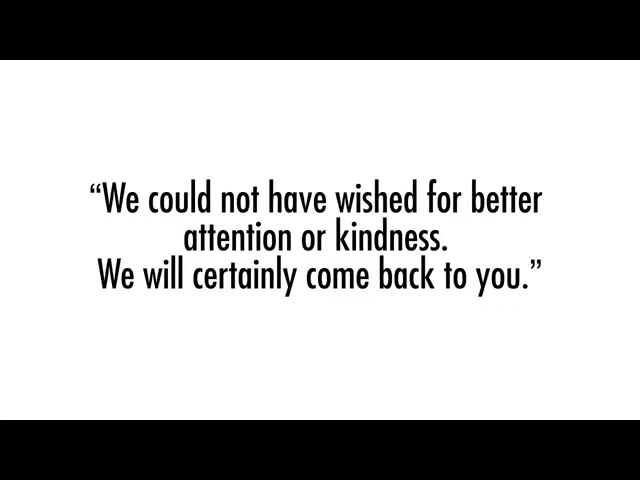 “We could not have wished for better
attention or kindness.
We will certainly come back to you.”